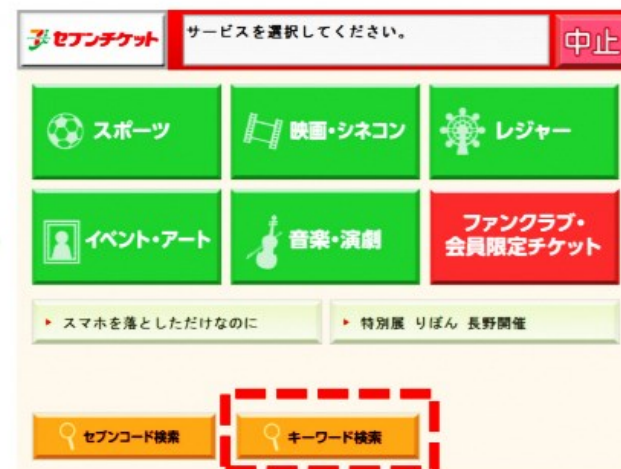 セブンチケット
サービスを選択してください。
中止
スポーツ
映画・シネコン
レジャー
イベント・アート
音楽・演劇
ファンクラブ・
会員限定チケット
スマホを落としただけなのに
特別展 りぼん 長野開催
セブンコード検索
キーワード検索